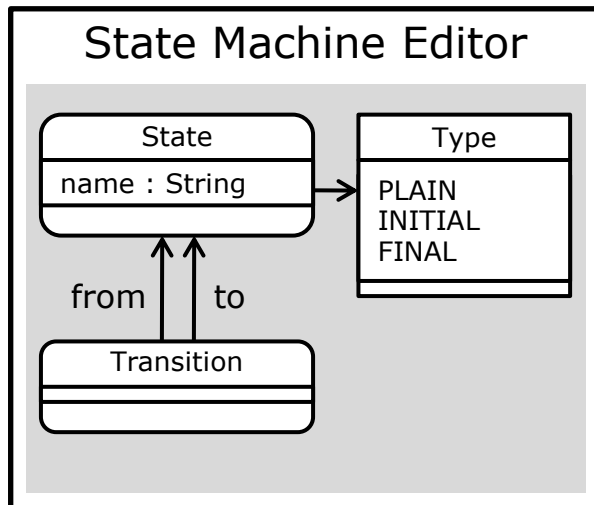 State Machine Editor
State
name : String
Type
PLAIN
INITIAL
FINAL
from
to
Transition